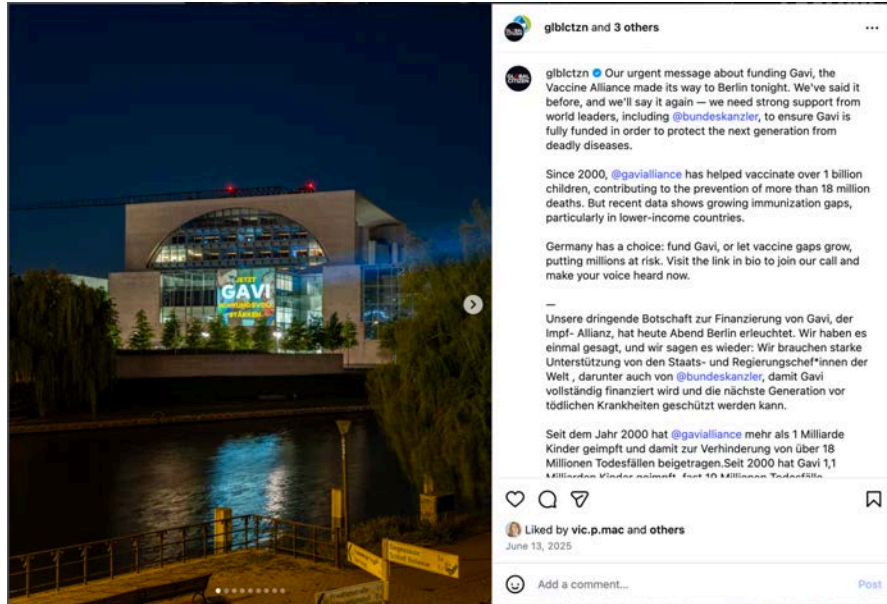 glblctzn and 3 others
GLOBAL
CITIZEN
glblctzn Our urgent message about funding Gavi, the
Vaccine Alliance made its way to Berlin tonight. We've said it
before, and we'll say it again — we need strong support from
world leaders, including @bundeskanzler, to ensure Gavi is
fully funded in order to protect the next generation from
deadly diseases.
Since 2000, @gavialliance has helped vaccinate over 1 billion
children, contributing to the prevention of more than 18 million
deaths. But recent data shows growing immunization gaps,
particularly in lower-income countries.
Germany has a choice: fund Gavi, or let vaccine gaps grow,
putting millions at risk. Visit the link in bio to join our call and
make your voice heard now.
—
Unsere dringende Botschaft zur Finanzierung von Gavi, der
Impf- Allianz, hat heute Abend Berlin erleuchtet. Wir haben es
einmal gesagt, und wir sagen es wieder: Wir brauchen starke
Unterstützung von den Staats- und Regierungschef*innen der
Welt , darunter auch von @bundeskanzler, damit Gavi
vollständig finanziert wird und die nächste Generation vor
tödlichen Krankheiten geschützt werden kann.
Seit dem Jahr 2000 hat @gavialliance mehr als 1 Milliarde
Kinder geimpft und damit zur Verhinderung von über 18
Millionen Todesfällen beigetragen.Seit 2000 hat Gavi 1,1
Milliarden Kinder geimpft, fast 19 Millionen Todesfälle
Liked by vic.p.mac and others
June 13, 2025
Add a comment...
Post
JETZT
GAVI
STÄRKEN